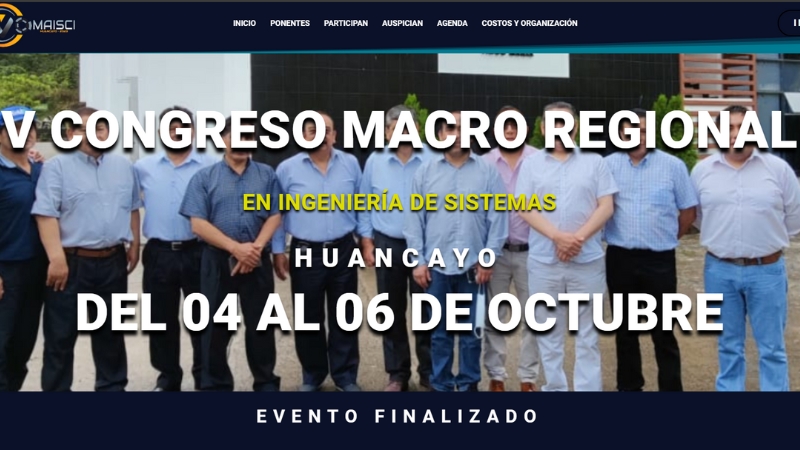 MAISCI
INICIO PONENTES PARTICIPAN AUSPICIAN AGENDA COSTOS Y ORGANIZACIÓN
V CONGRESO MACRO REGIONAL
EN INGENIERÍA DE SISTEMAS
HUANCAYO
DEL 04 AL 06 DE OCTUBRE
EVENTO FINALIZADO